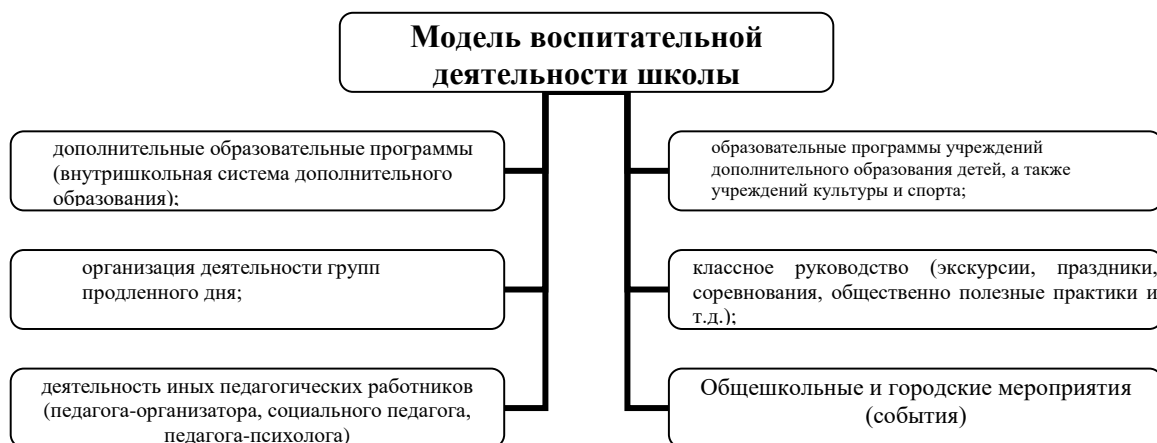 Модель воспитательной
деятельности школы
дополнительные образовательные программы
(внутришкольная система дополнительного
образования);
образовательные программы учреждений
дополнительного образования детей, а также
учреждений культуры и спорта;
организация деятельности групп
продленного дня;
классное руководство (экскурсии, праздники,
соревнования, общественно полезные практики и
т.д.);
деятельность иных педагогических работников
(педагога-организатора, социального педагога,
педагога-психолога)
Общешкольные и городские мероприятия
(события)